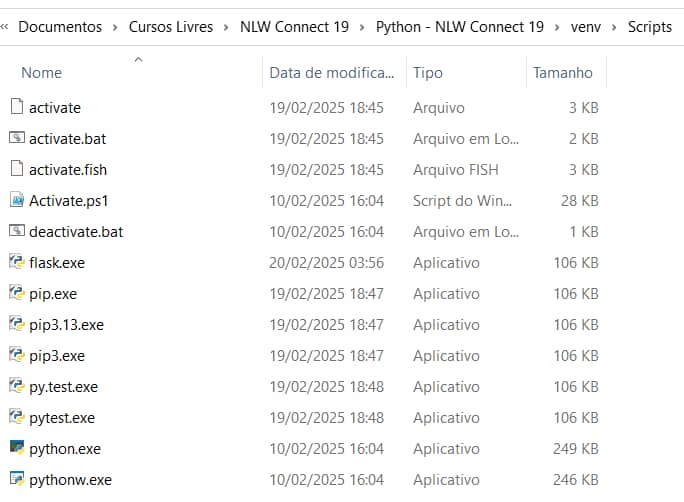 « Documentos › Cursos Livres › NLW Connect 19 › Python - NLW Connect 19 › venv › Scripts
Nome Data de modifica... Tipo Tamanho
activate 19/02/2025 18:45 Arquivo 3 KB
activate.bat 19/02/2025 18:45 Arquivo em Lo... 2 KB
activate.fish 19/02/2025 18:45 Arquivo FISH 3 KB
Activate.ps1 10/02/2025 16:04 Script do Win... 28 KB
deactivate.bat 10/02/2025 16:04 Arquivo em Lo... 1 KB
flask.exe 20/02/2025 03:56 Aplicativo 106 KB
pip.exe 19/02/2025 18:47 Aplicativo 106 KB
pip3.13.exe 19/02/2025 18:47 Aplicativo 106 KB
pip3.exe 19/02/2025 18:47 Aplicativo 106 KB
py.test.exe 19/02/2025 18:48 Aplicativo 106 KB
pytest.exe 19/02/2025 18:48 Aplicativo 106 KB
python.exe 10/02/2025 16:04 Aplicativo 249 KB
pythonw.exe 10/02/2025 16:04 Aplicativo 246 KB